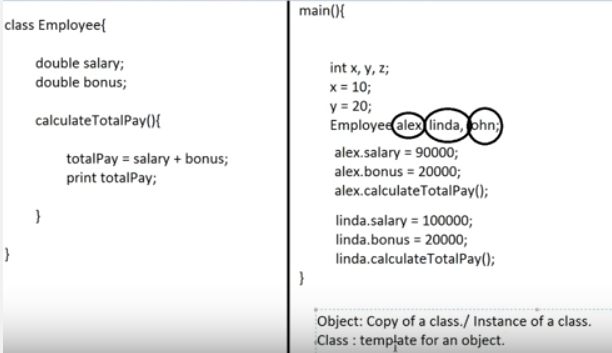 class Employee{
double salary;
double bonus;
calculateTotalPay(){
totalPay = salary + bonus;
print totalPay;
}
}
main(){
int x, y, z;
x = 10;
y = 20;
Employee alex, linda, john;
alex.salary = 90000;
alex.bonus = 20000;
alex.calculateTotalPay();
linda.salary = 100000;
linda.bonus = 20000;
linda.calculateTotalPay();
}
Object: Copy of a class./ Instance of a class.
Class : template for an object.